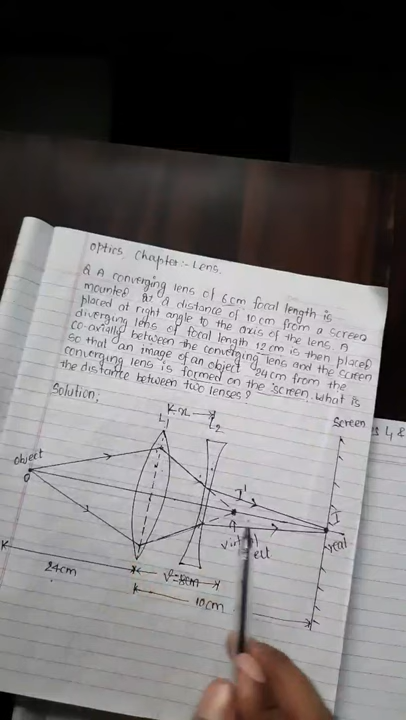 Optics, Chapter:- Lens.
Q. A converging lens of 6cm focal length is
mounted at a distance of 10cm from a screen
placed at right angle to the axis of the lens. A
diverging lens of focal length 12cm is then placed
co-axially between the converging lens and the screen
so that an image of an object 24cm from the
converging lens is formed on the screen. What is
the distance between two lenses?
Solution;
Screen
L1
x
L2
object
O
I'
I
real
24cm
v=8cm
10cm